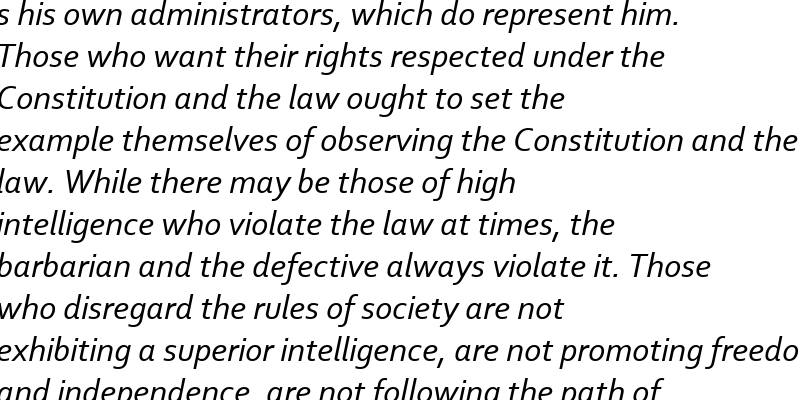 s his own administrators, which do represent him.
Those who want their rights respected under the
Constitution and the law ought to set the
example themselves of observing the Constitution and the
law. While there may be those of high
intelligence who violate the law at times, the
barbarian and the defective always violate it. Those
who disregard the rules of society are not
exhibiting a superior intelligence, are not promoting freedo
and independence, are not following the path of